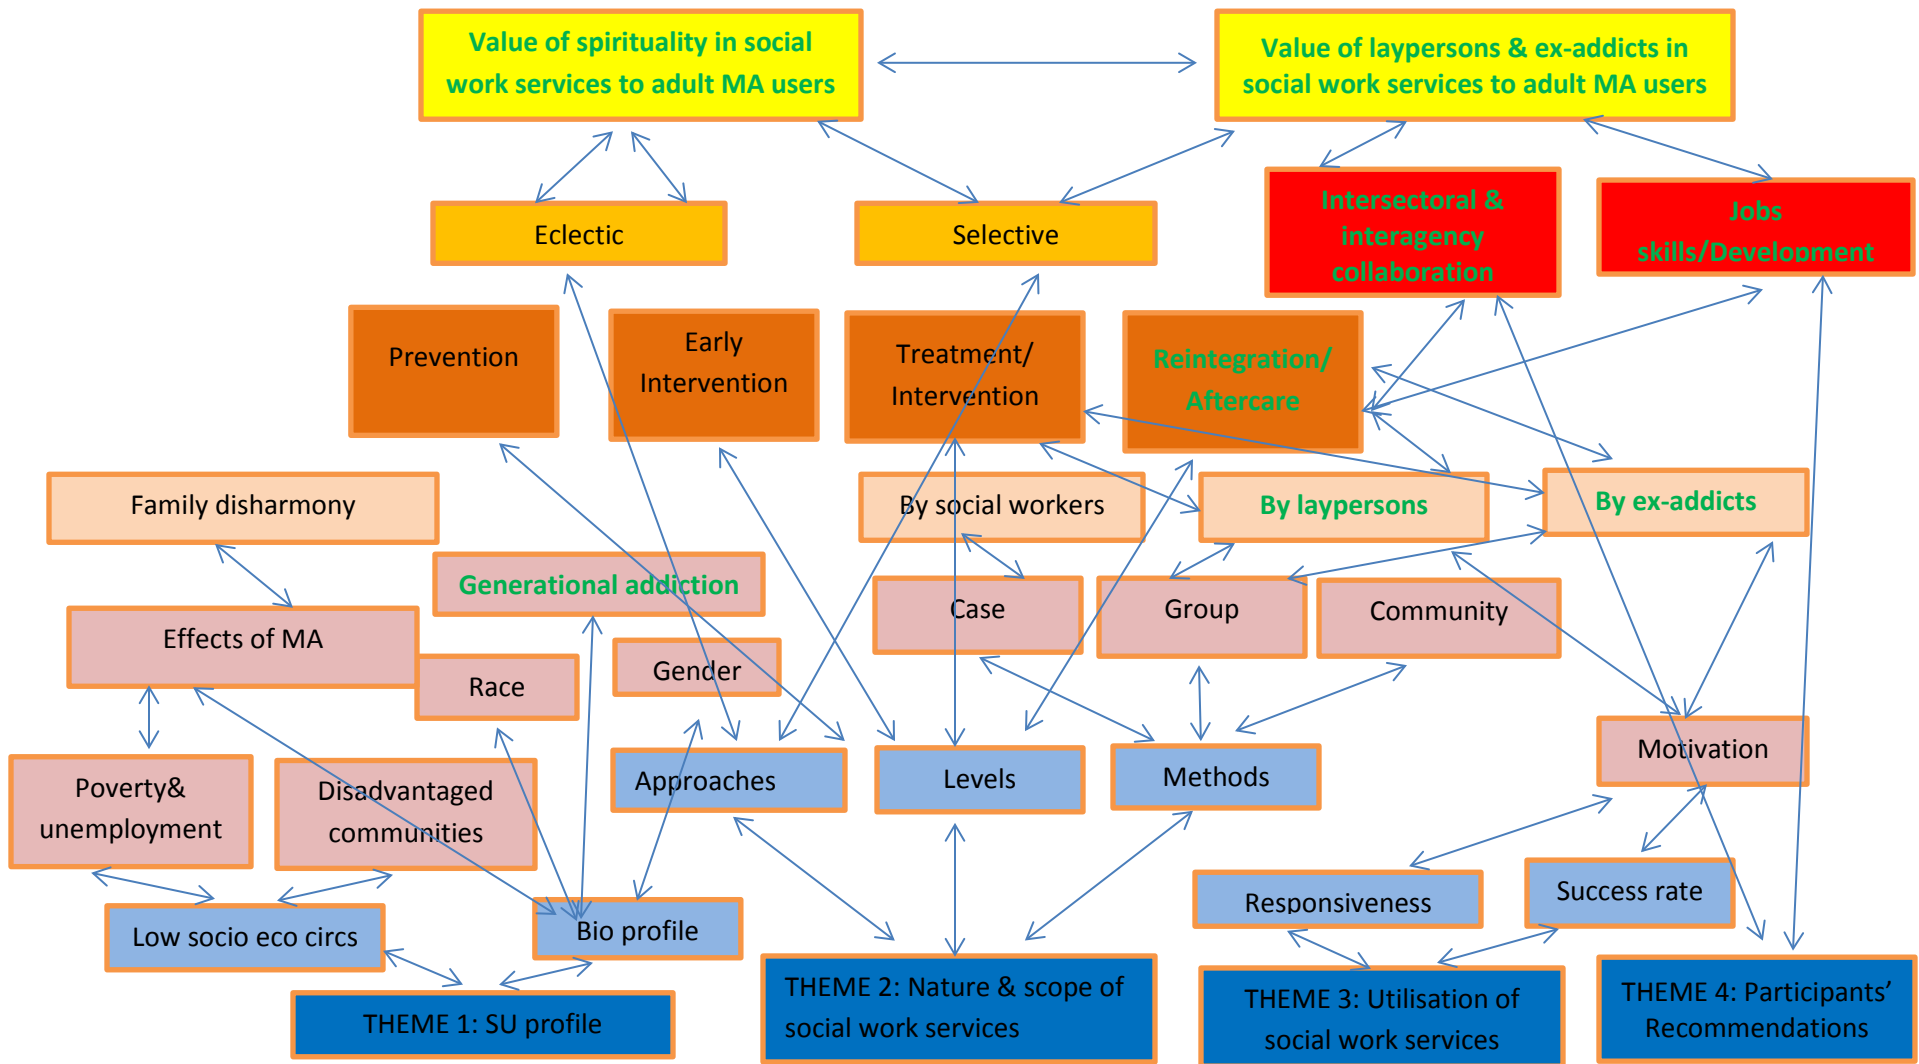 Value of spirituality in social
work services to adult MA users
Value of laypersons & ex-addicts in
social work services to adult MA users
Eclectic
Selective
Intersectoral &
interagency
collaboration
Jobs
skills/Development
Prevention
Early
Intervention
Treatment/
Intervention
Reintegration/
Aftercare
Family disharmony
By social workers
By laypersons
By ex-addicts
Generational addiction
Case
Group
Community
Effects of MA
Race
Gender
Poverty&
unemployment
Disadvantaged
communities
Approaches
Levels
Methods
Motivation
Low socio eco circs
Bio profile
Responsiveness
Success rate
THEME 1: SU profile
THEME 2: Nature & scope of
social work services
THEME 3: Utilisation of
social work services
THEME 4: Participants’
Recommendations